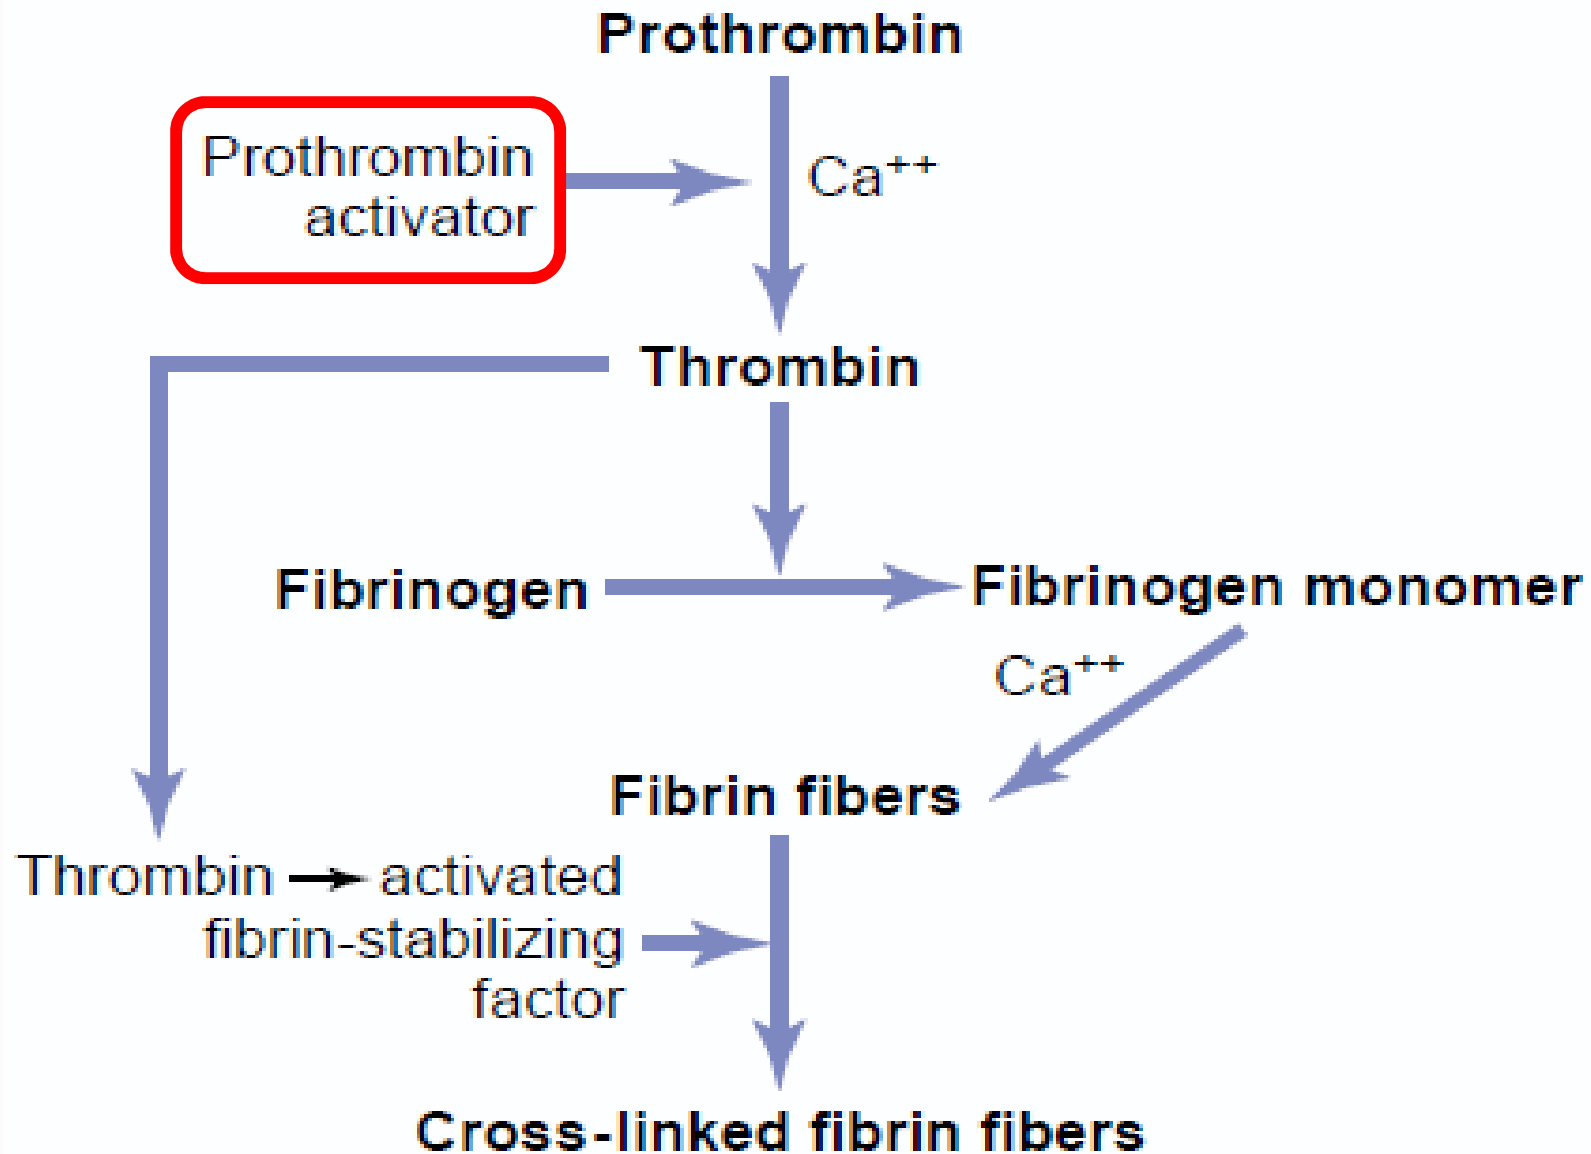 Prothrombin
Prothrombin
activator
Ca++
Thrombin
Fibrinogen
Fibrinogen monomer
Ca++
Fibrin fibers
Thrombin → activated
fibrin-stabilizing
factor
Cross-linked fibrin fibers